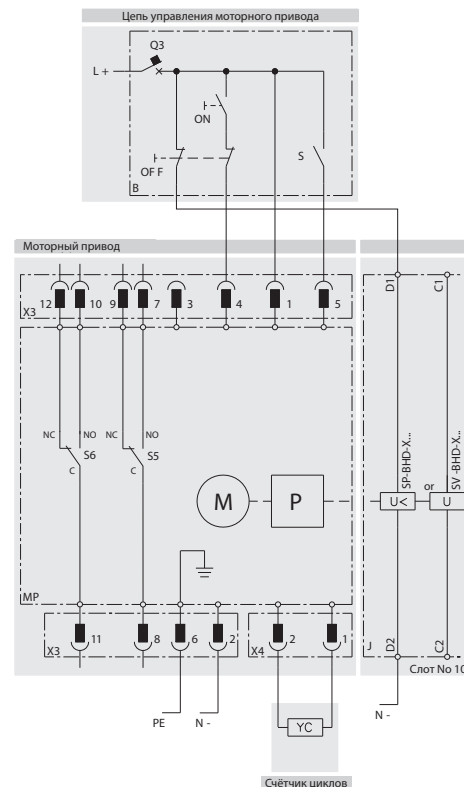 Цепь управления моторного привода
Q3
L +
ON
OF F
S
B
Моторный привод
12 10 9 7 3 4 1 5
X3
D1
C1
NC NO NC NO
S6 S5
C C
SP-BHD-X...
or
SV -BHD-X...
M P
U< U
MP
11 8 6 2 2 1
X3 X4
J
D2
C2
Слот No 10
PE N -
N -
YC
Счётчик циклов